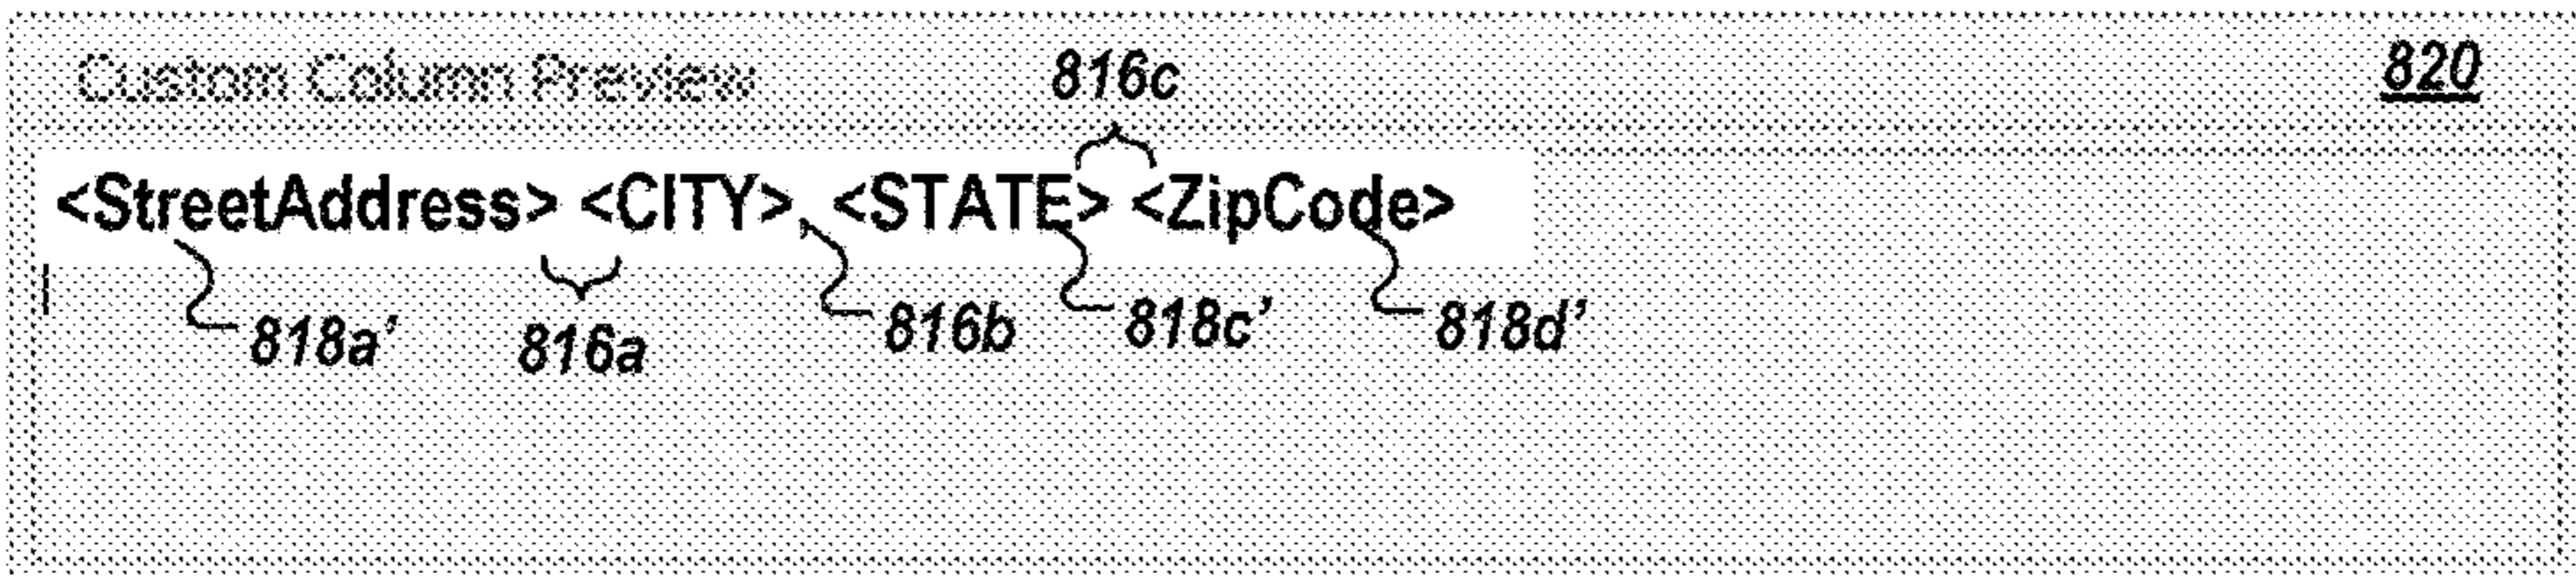 Custom Column Preview 816c 820
<StreetAddress> <CITY>, <STATE> <ZipCode>
818a' 816a 816b 818c' 818d'